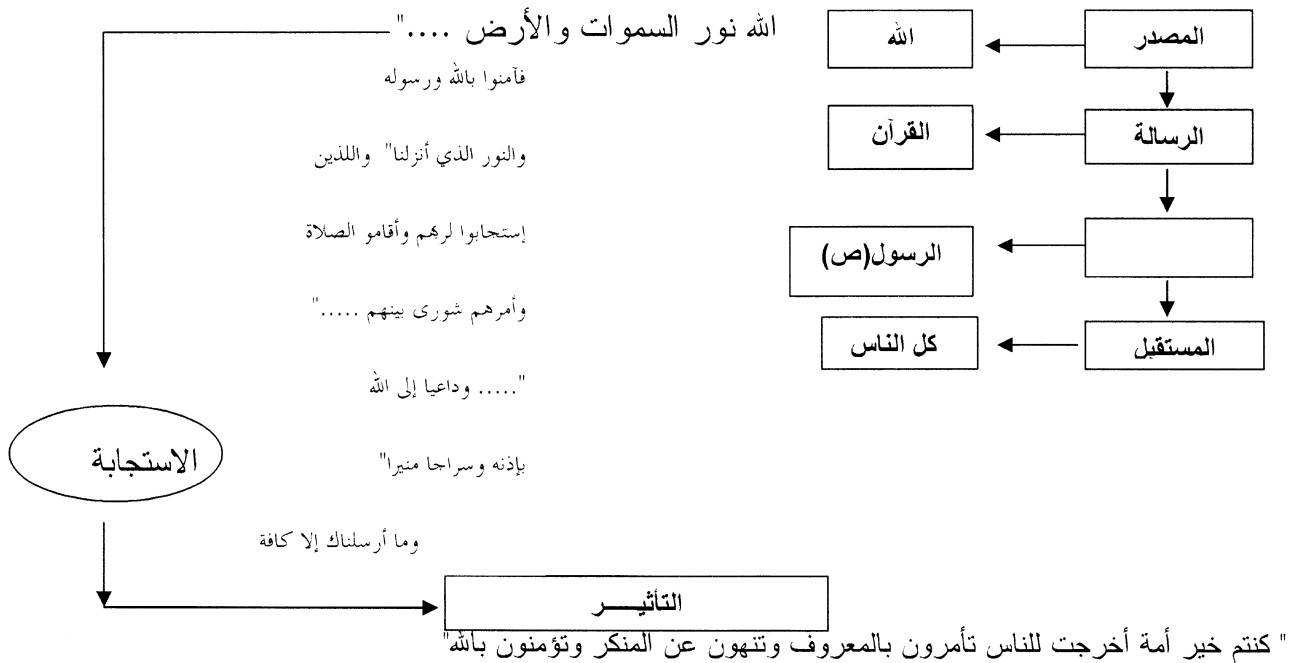 المصدر
الله
الله نور السموات والأرض ...."
فآمنوا بالله ورسوله
الرسالة
القرآن
والنور الذي أنزلنا" واللذين
إستجابوا لربهم وأقامو الصلاة
الرسول(ص)
وأمرهم شورى بينهم ....."
المستقبل
كل الناس
"..... وداعيا إلى الله
الاستجابة
بإذنه وسراجا منيرا"
وما أرسلناك إلا كافة
التأثيـــــر
" كنتم خير أمة أخرجت للناس تأمرون بالمعروف وتنهون عن المنكر وتؤمنون بالله"